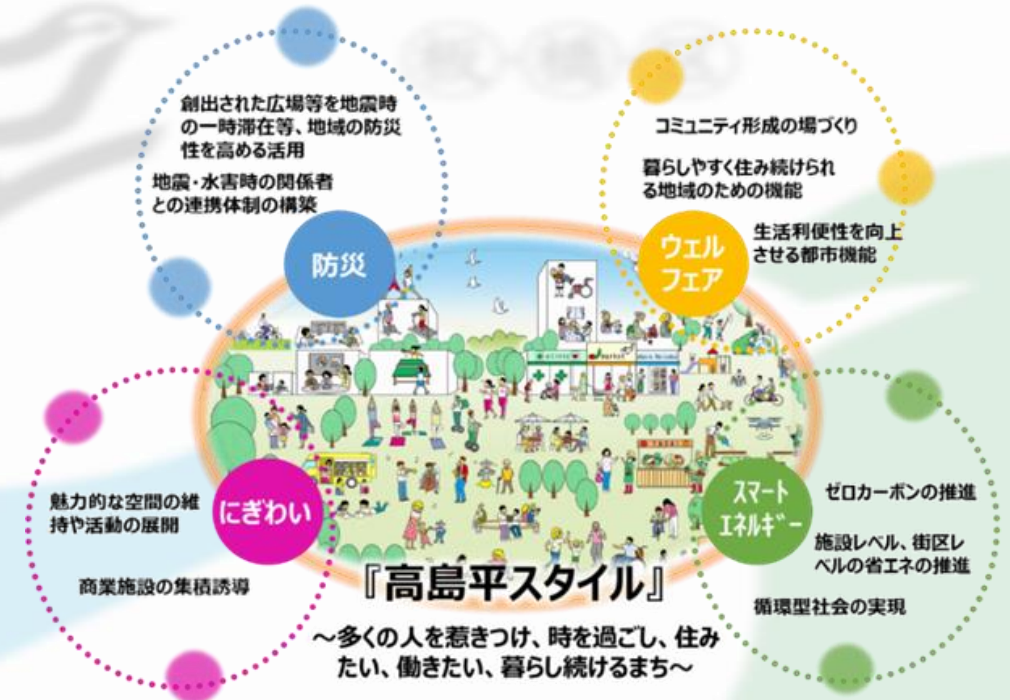 創出された広場等を地震時
の一時滞在等、地域の防災
性を高める活用
地震・水害時の関係者
との連携体制の構築
防災
コミュニティ形成の場づくり
暮らしやすく住み続けられ
る地域のための機能
生活利便性を向上
させる都市機能
ウェル
フェア
魅力的な空間の維
持や活動の展開
商業施設の集積誘導
にぎわい
スマート
エネルギー
ゼロカーボンの推進
施設レベル、街区レ
ベルの省エネの推進
循環型社会の実現
『高島平スタイル』
～多くの人を惹きつけ、時を過ごし、住み
たい、働きたい、暮らし続けるまち～